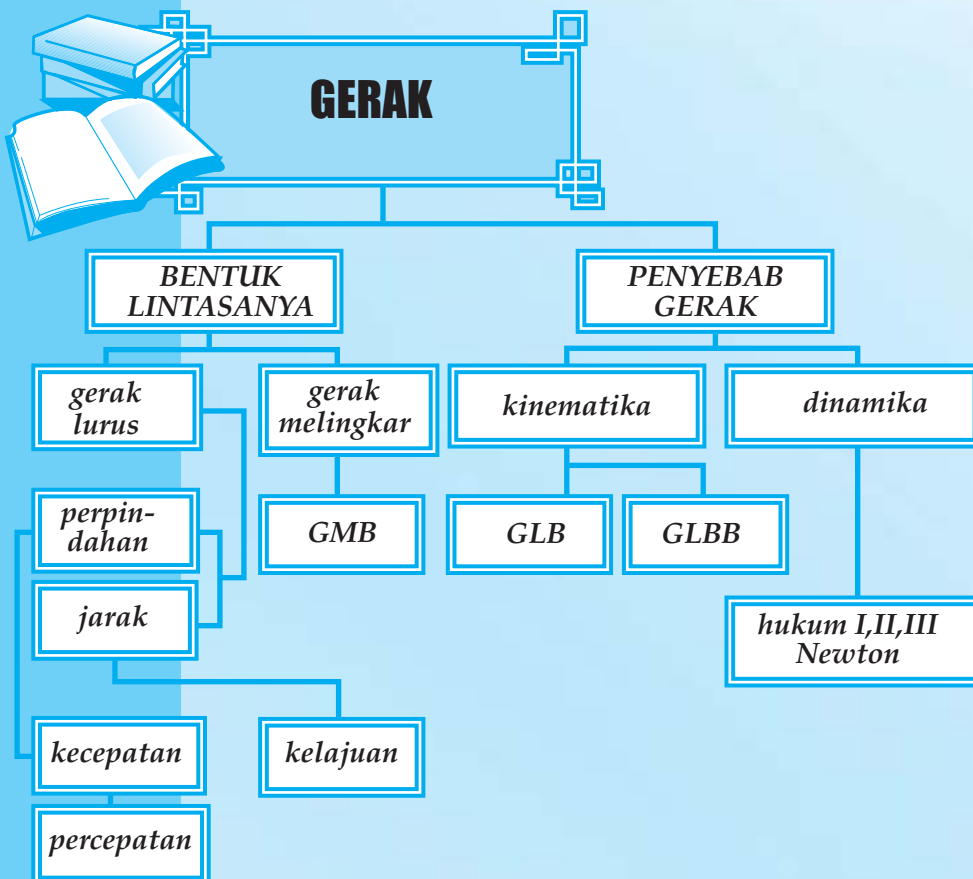 GERAK
BENTUK
LINTASANYA
PENYEBAB
GERAK
gerak
lurus
gerak
melingkar
kinematika
dinamika
perpin-
dahan
GMB
GLB
GLBB
jarak
hukum I,II,III
Newton
kecepatan
kelajuan
percepatan